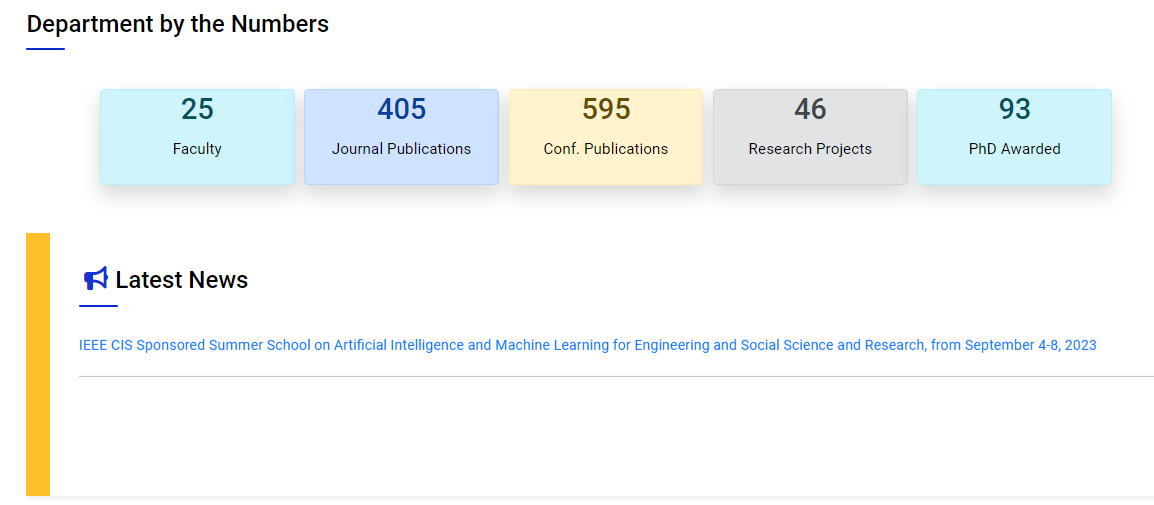 Department by the Numbers
25
Faculty
405
Journal Publications
595
Conf. Publications
46
Research Projects
93
PhD Awarded
Latest News
IEEE CIS Sponsored Summer School on Artificial Intelligence and Machine Learning for Engineering and Social Science and Research, from September 4-8, 2023